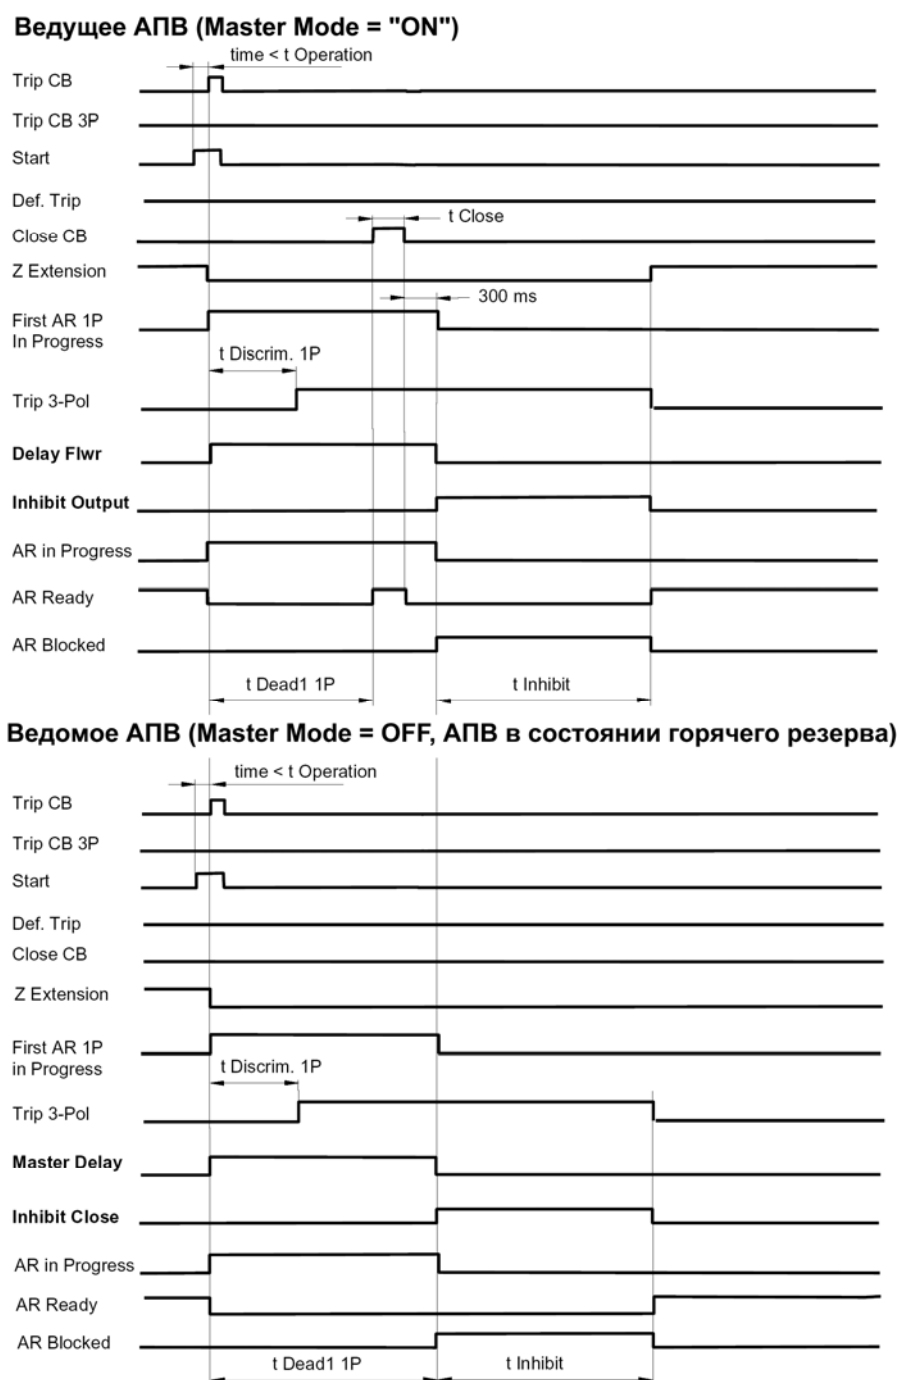 Ведущее АПВ (Master Mode = "ON")
time < t Operation
Trip CB
Trip CB 3P
Start
Def. Trip
t Close
Close CB
Z Extension
300 ms
First AR 1P
In Progress
t Discrim. 1P
Trip 3-Pol
Delay Flwr
Inhibit Output
AR in Progress
AR Ready
AR Blocked
t Dead1 1P
t Inhibit
Ведомое АПВ (Master Mode = OFF, АПВ в состоянии горячего резерва)
time < t Operation
Trip CB
Trip CB 3P
Start
Def. Trip
Close CB
Z Extension
First AR 1P
in Progress
t Discrim. 1P
Trip 3-Pol
Master Delay
Inhibit Close
AR in Progress
AR Ready
AR Blocked
t Dead1 1P
t Inhibit